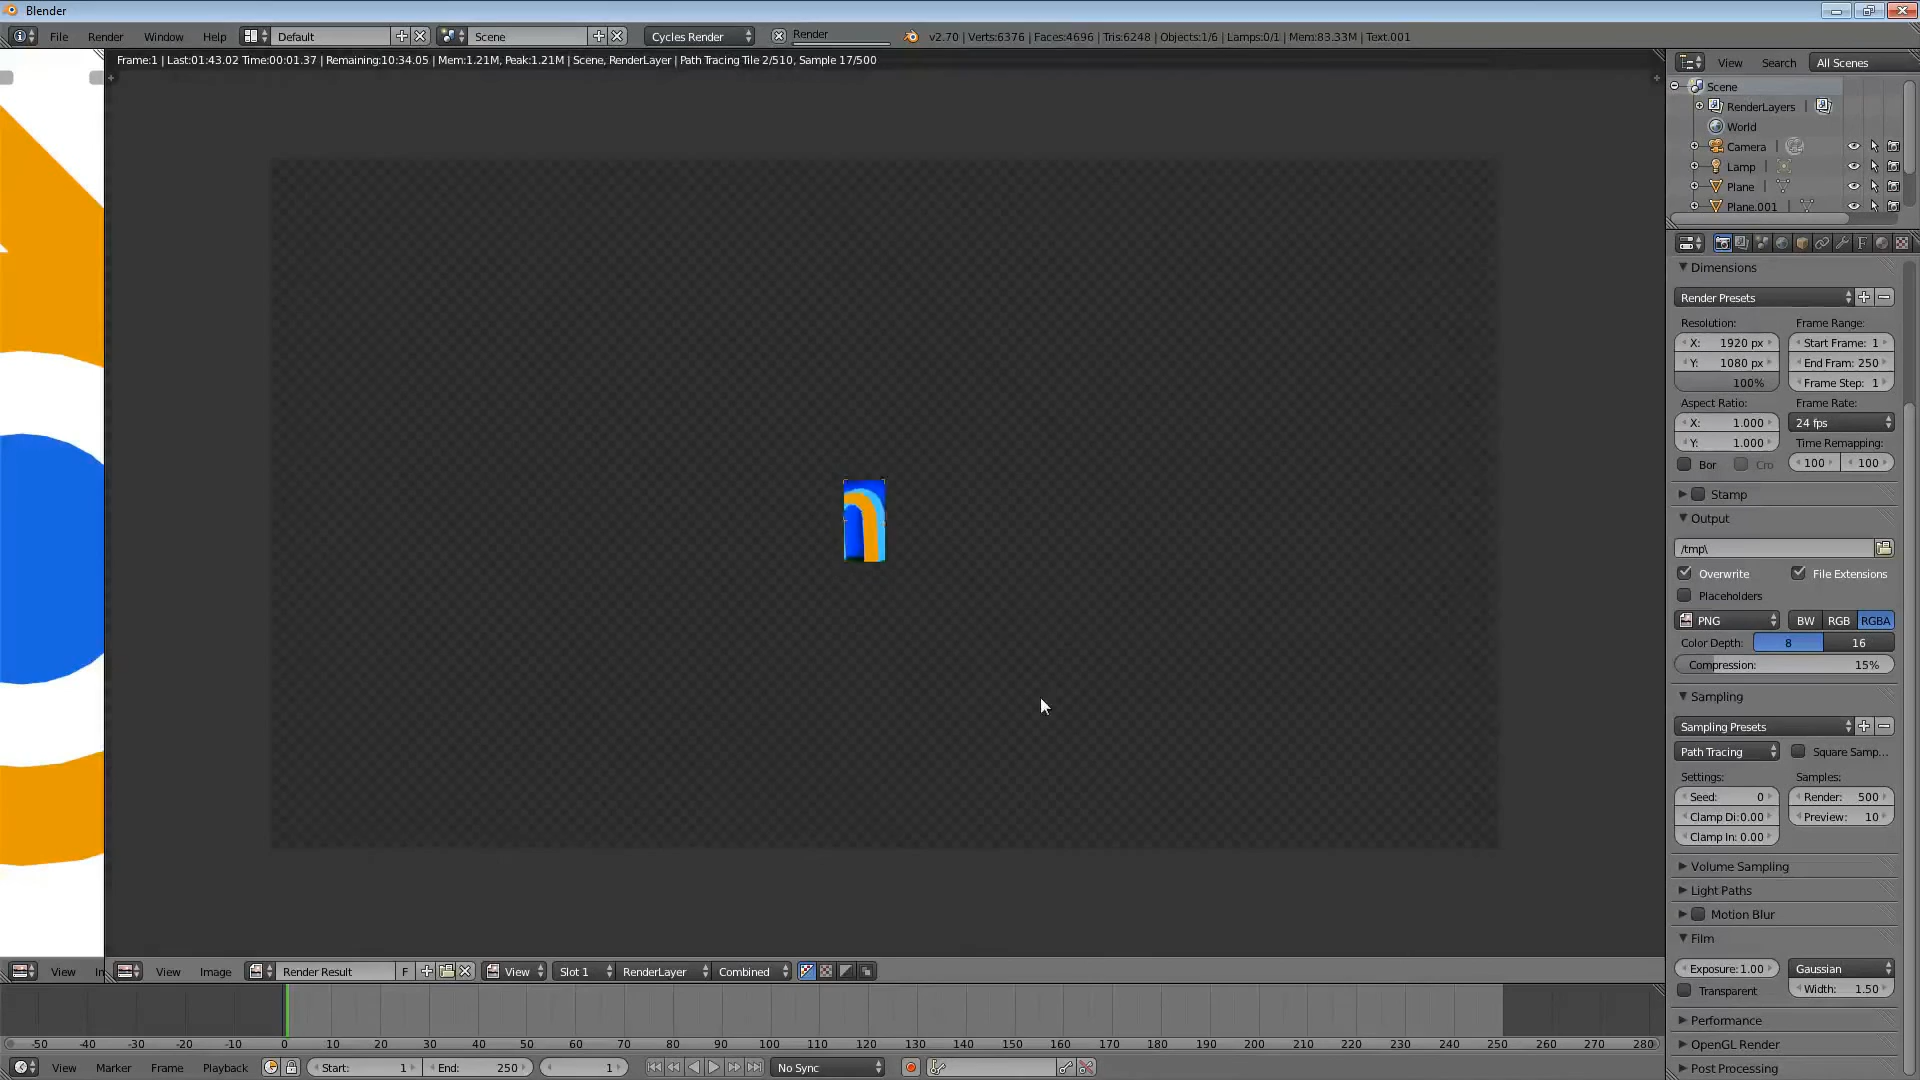 Blender
File Render Window Help Default Scene Cycles Render Render v2.70 | Verts:6376 | Faces:4696 | Tris:6248 | Objects:1/6 | Lamps:0/1 | Mem:83.33M | Text.001
Frame:1 | Last:01:43.02 Time:00:01.37 | Remaining:10:34.05 | Mem:1.21M, Peak:1.21M | Scene, RenderLayer | Path Tracing Tile 2/510, Sample 17/500
View Search All Scenes
Scene
RenderLayers |
World
Camera |
Lamp |
Plane |
Plane.001 |
Dimensions
Render Presets
Resolution: Frame Range:
X: 1920 px Start Frame: 1
Y: 1080 px End Fram: 250
100% Frame Step: 1
Aspect Ratio: Frame Rate:
X: 1.000 24 fps
Y: 1.000 Time Remapping:
Bor Cro 100 100
Stamp
Output
/tmp\
Overwrite File Extensions
Placeholders
PNG BW RGB RGBA
Color Depth: 8 16
Compression: 15%
Sampling
Sampling Presets
Path Tracing Square Samp...
Settings: Samples:
Seed: 0 Render: 500
Clamp Di:0.00 Preview: 10
Clamp In: 0.00
Volume Sampling
Light Paths
Motion Blur
Film
Exposure:1.00 Gaussian
Transparent Width: 1.50
Performance
OpenGL Render
Post Processing
View In View Image Render Result F View Slot 1 RenderLayer Combined
-50 -40 -30 -20 -10 0 10 20 30 40 50 60 70 80 90 100 110 120 130 140 150 160 170 180 190 200 210 220 230 240 250 260 270 280
View Marker Frame Playback Start: 1 End: 250 1 No Sync